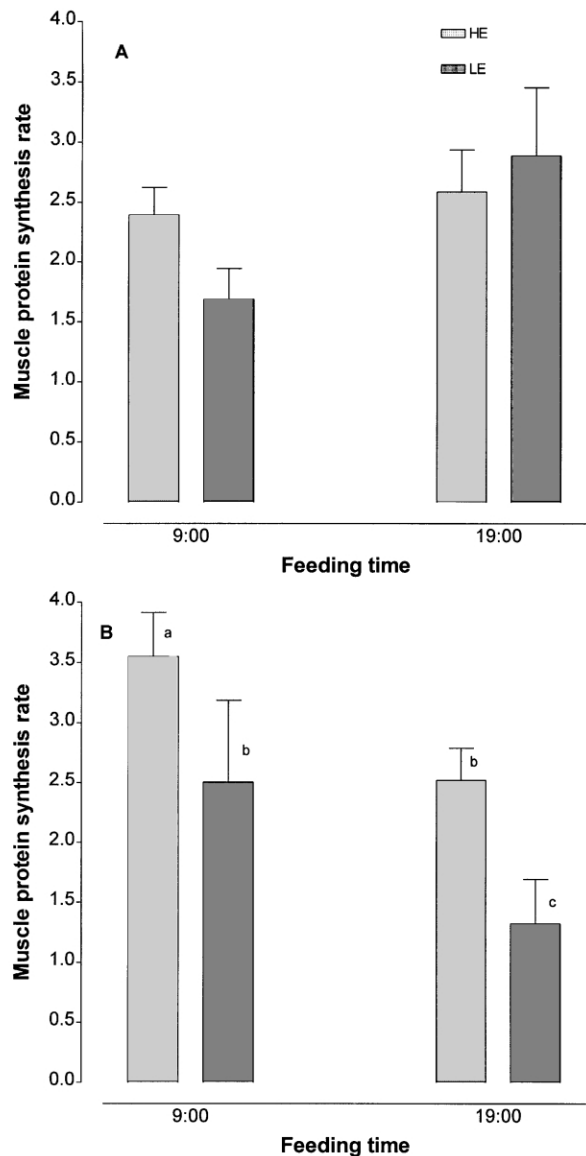 A
HE
LE
Muscle protein synthesis rate
4.0
3.5
3.0
2.5
2.0
1.5
1.0
0.5
0.0
9:00 19:00
Feeding time
B
Muscle protein synthesis rate
4.0
3.5
3.0
2.5
2.0
1.5
1.0
0.5
0.0
a
b
b
c
9:00 19:00
Feeding time